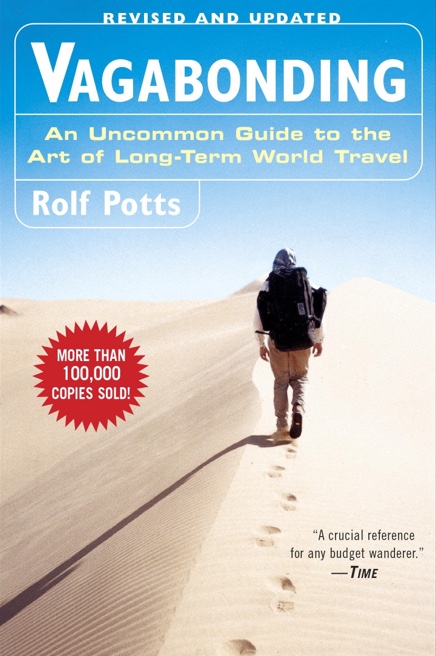 REVISED AND UPDATED
VAGABONDING
An Uncommon Guide to the
Art of Long-Term World Travel
Rolf Potts
MORE THAN
100,000
COPIES SOLD!
“A crucial reference
for any budget wanderer.”
—TIME